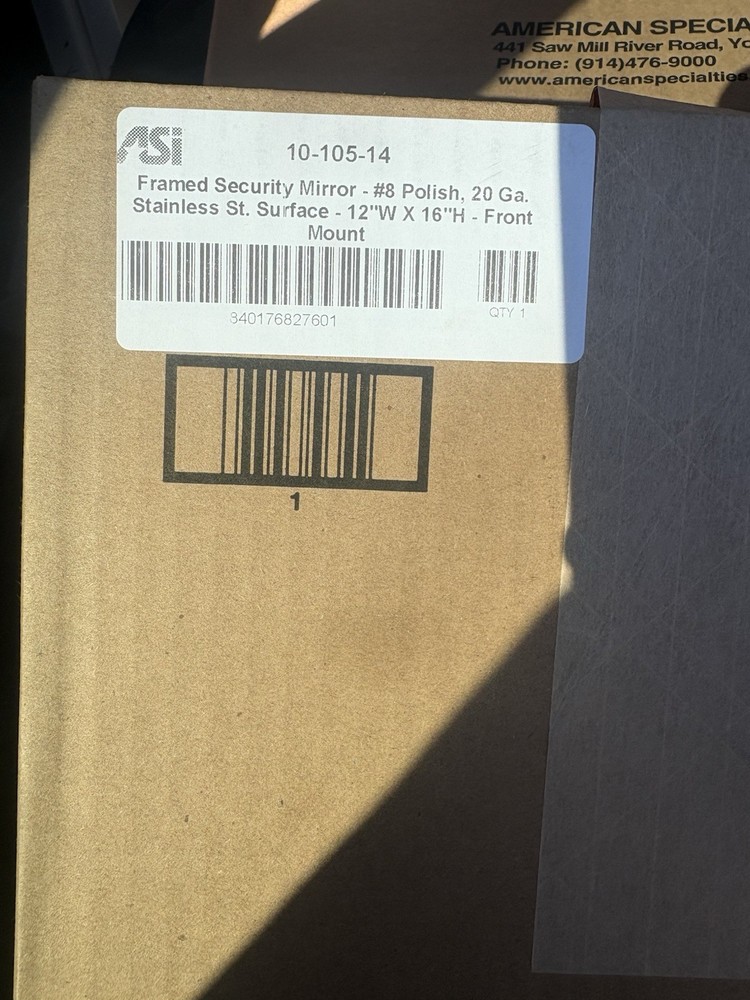 AMERICAN SPECIA
441 Saw Mill River Road, Yo
Phone: (914)476-9000
www.americanspecialties
ASi
10-105-14
Framed Security Mirror - #8 Polish, 20 Ga.
Stainless St. Surface - 12"W X 16"H - Front
Mount
840176827601
QTY 1
1